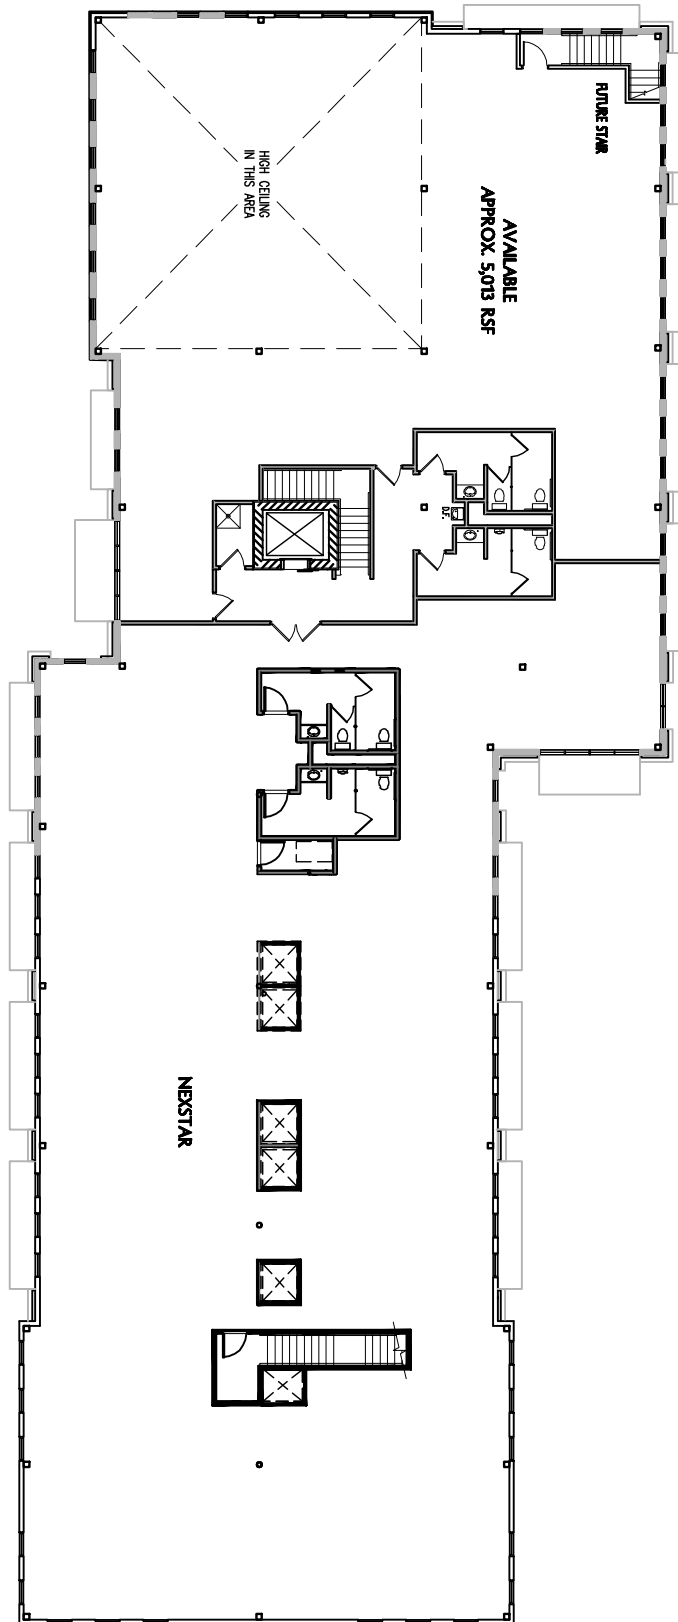 FUTURE STAIR
HIGH CEILING
IN THIS AREA
AVAILABLE
APPROX. 5,013 RSF
D.F.
NEXSTAR